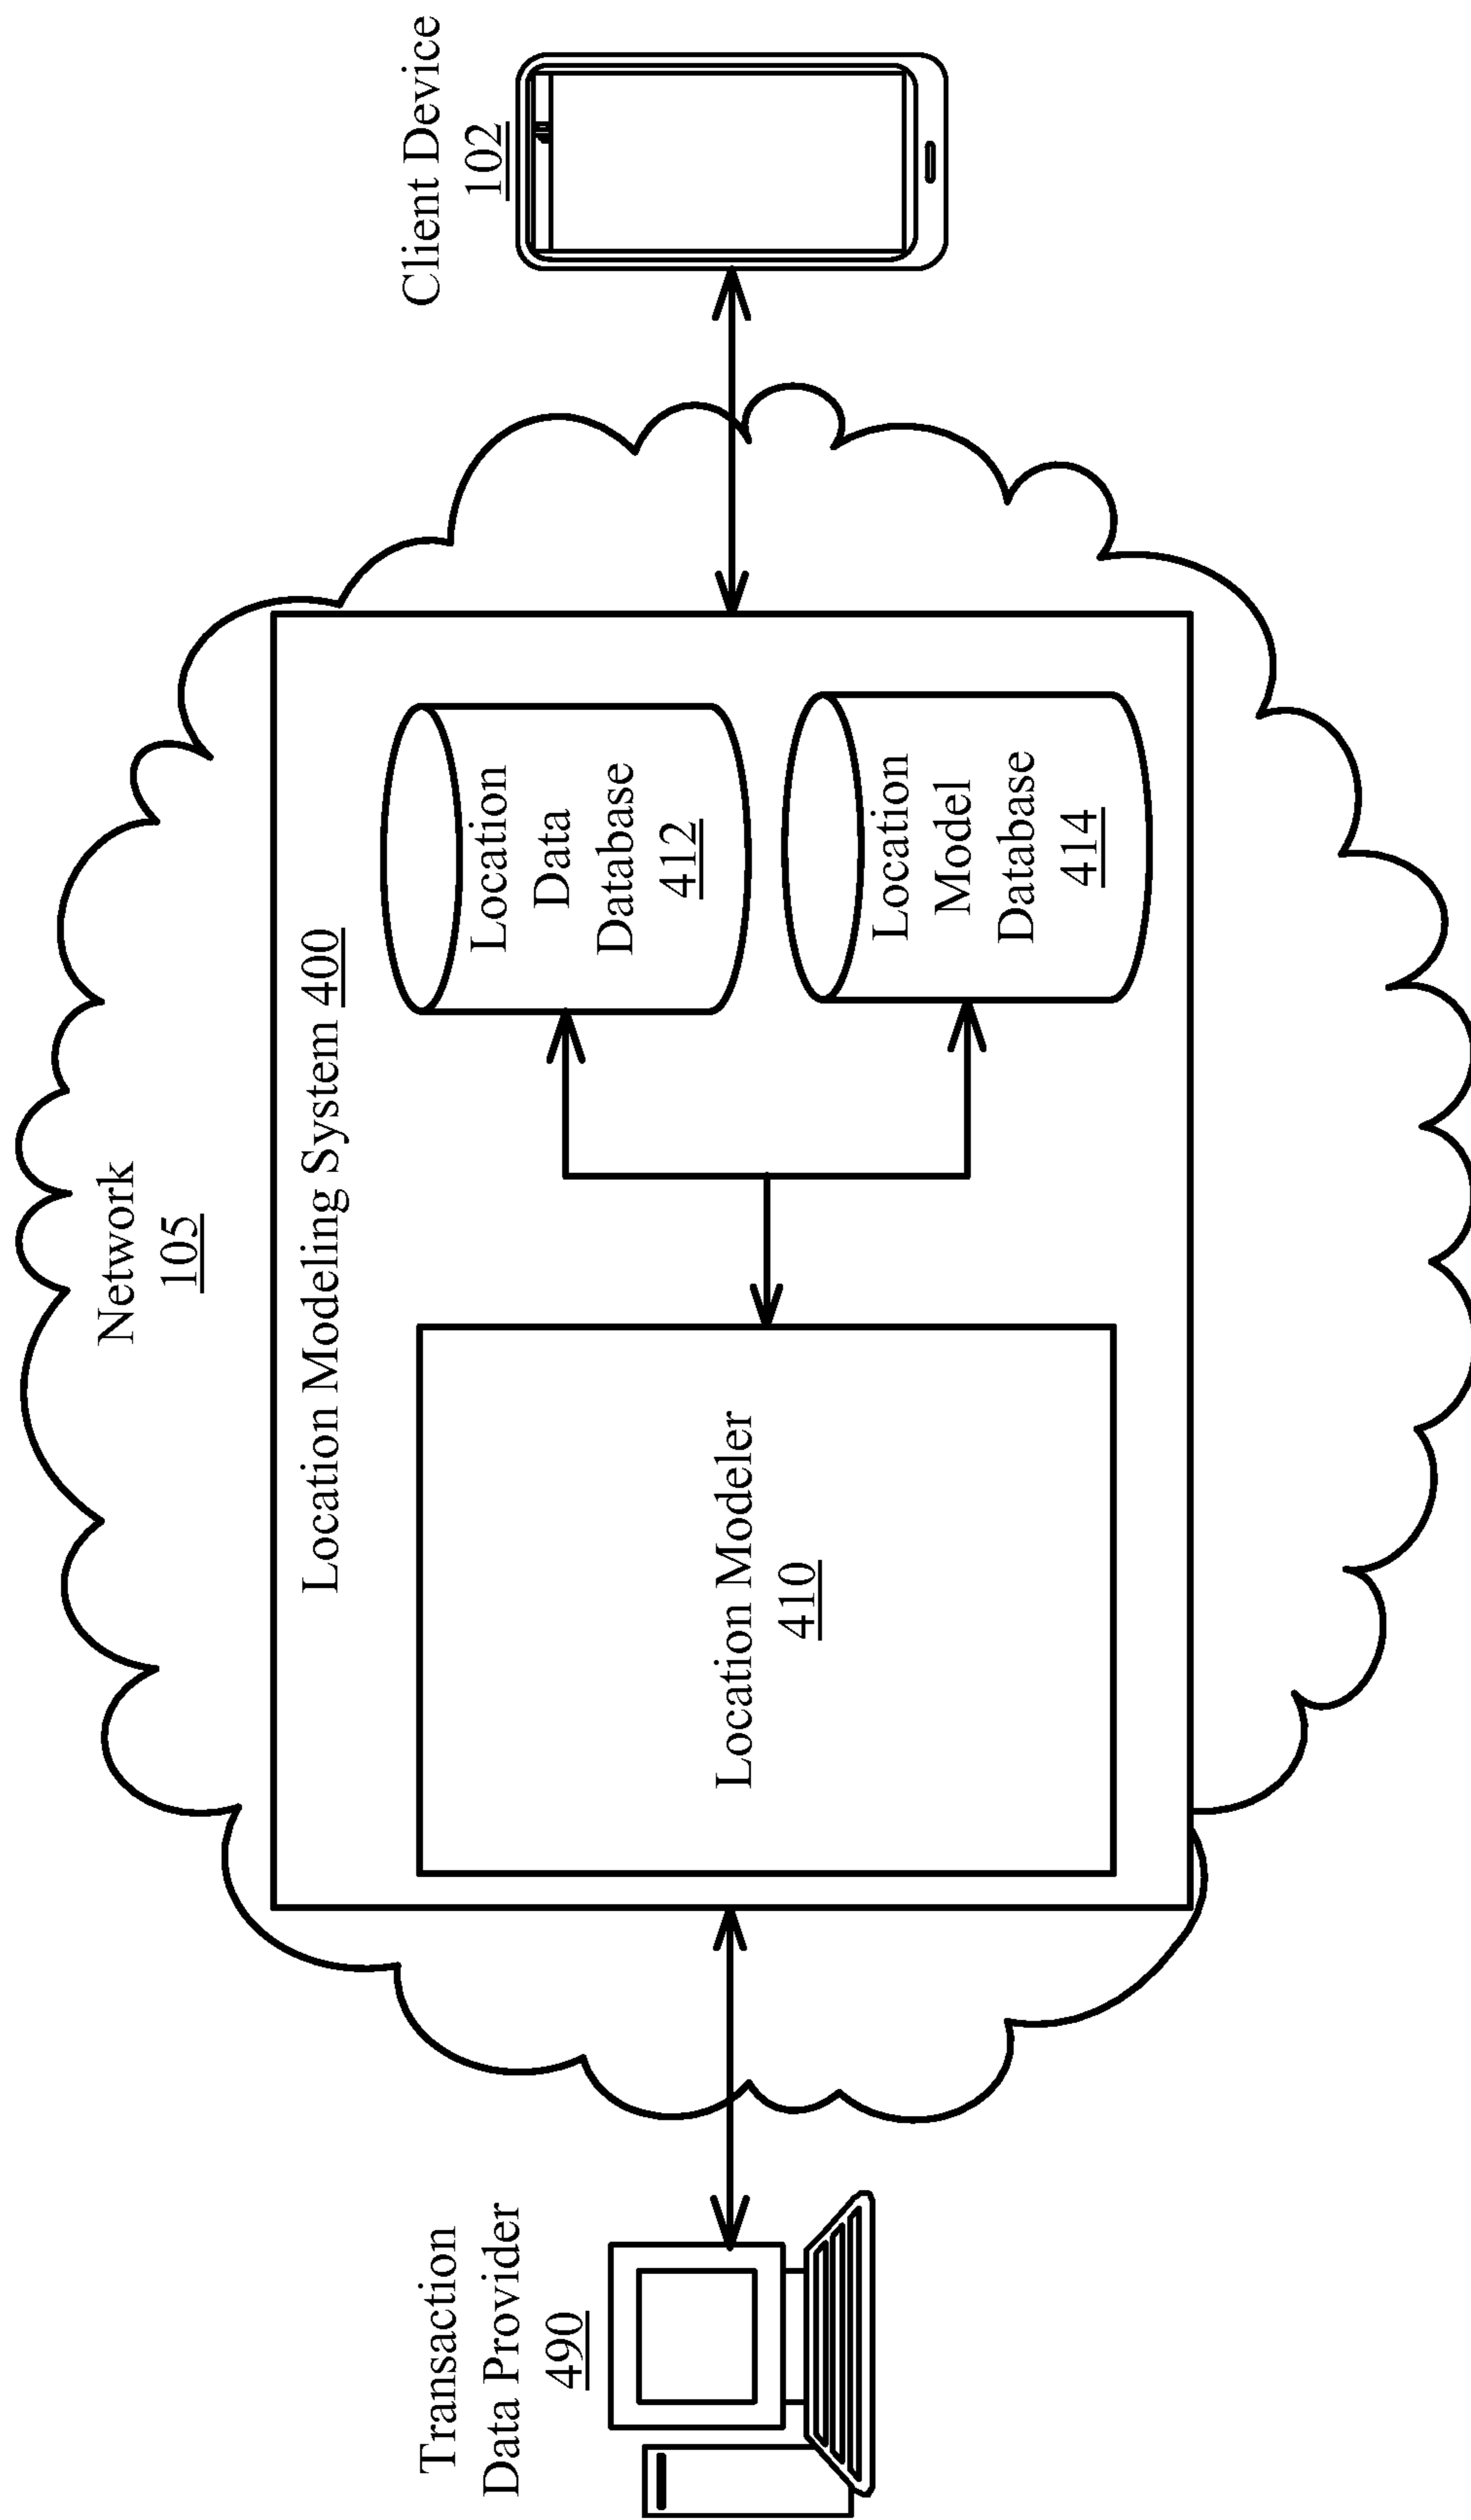 Network
105
Location Modeling System 400
Transaction
Data Provider
490
Location Modeler
410
Location
Data
Database
412
Location
Model
Database
414
Client Device
102